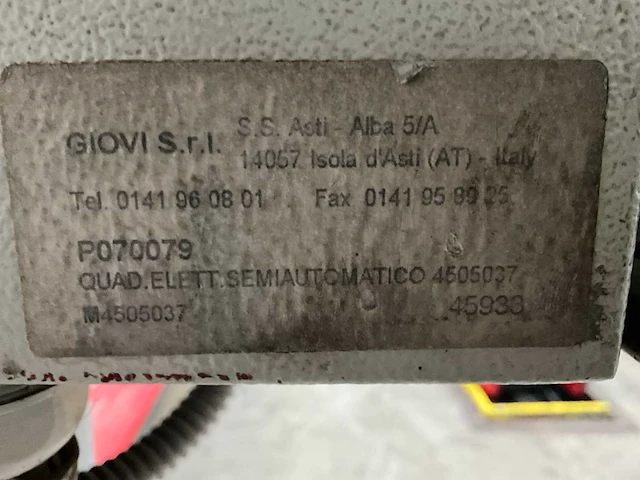 GIOVI S.r.l. S.S. Asti - Alba 5/A
14057 Isola d'Asti (AT) - Italy
Tel. 0141 96 08 01 Fax 0141 95 89 25
P070079
QUAD.ELETT.SEMIAUTOMATICO 4505037
M4505037 45933